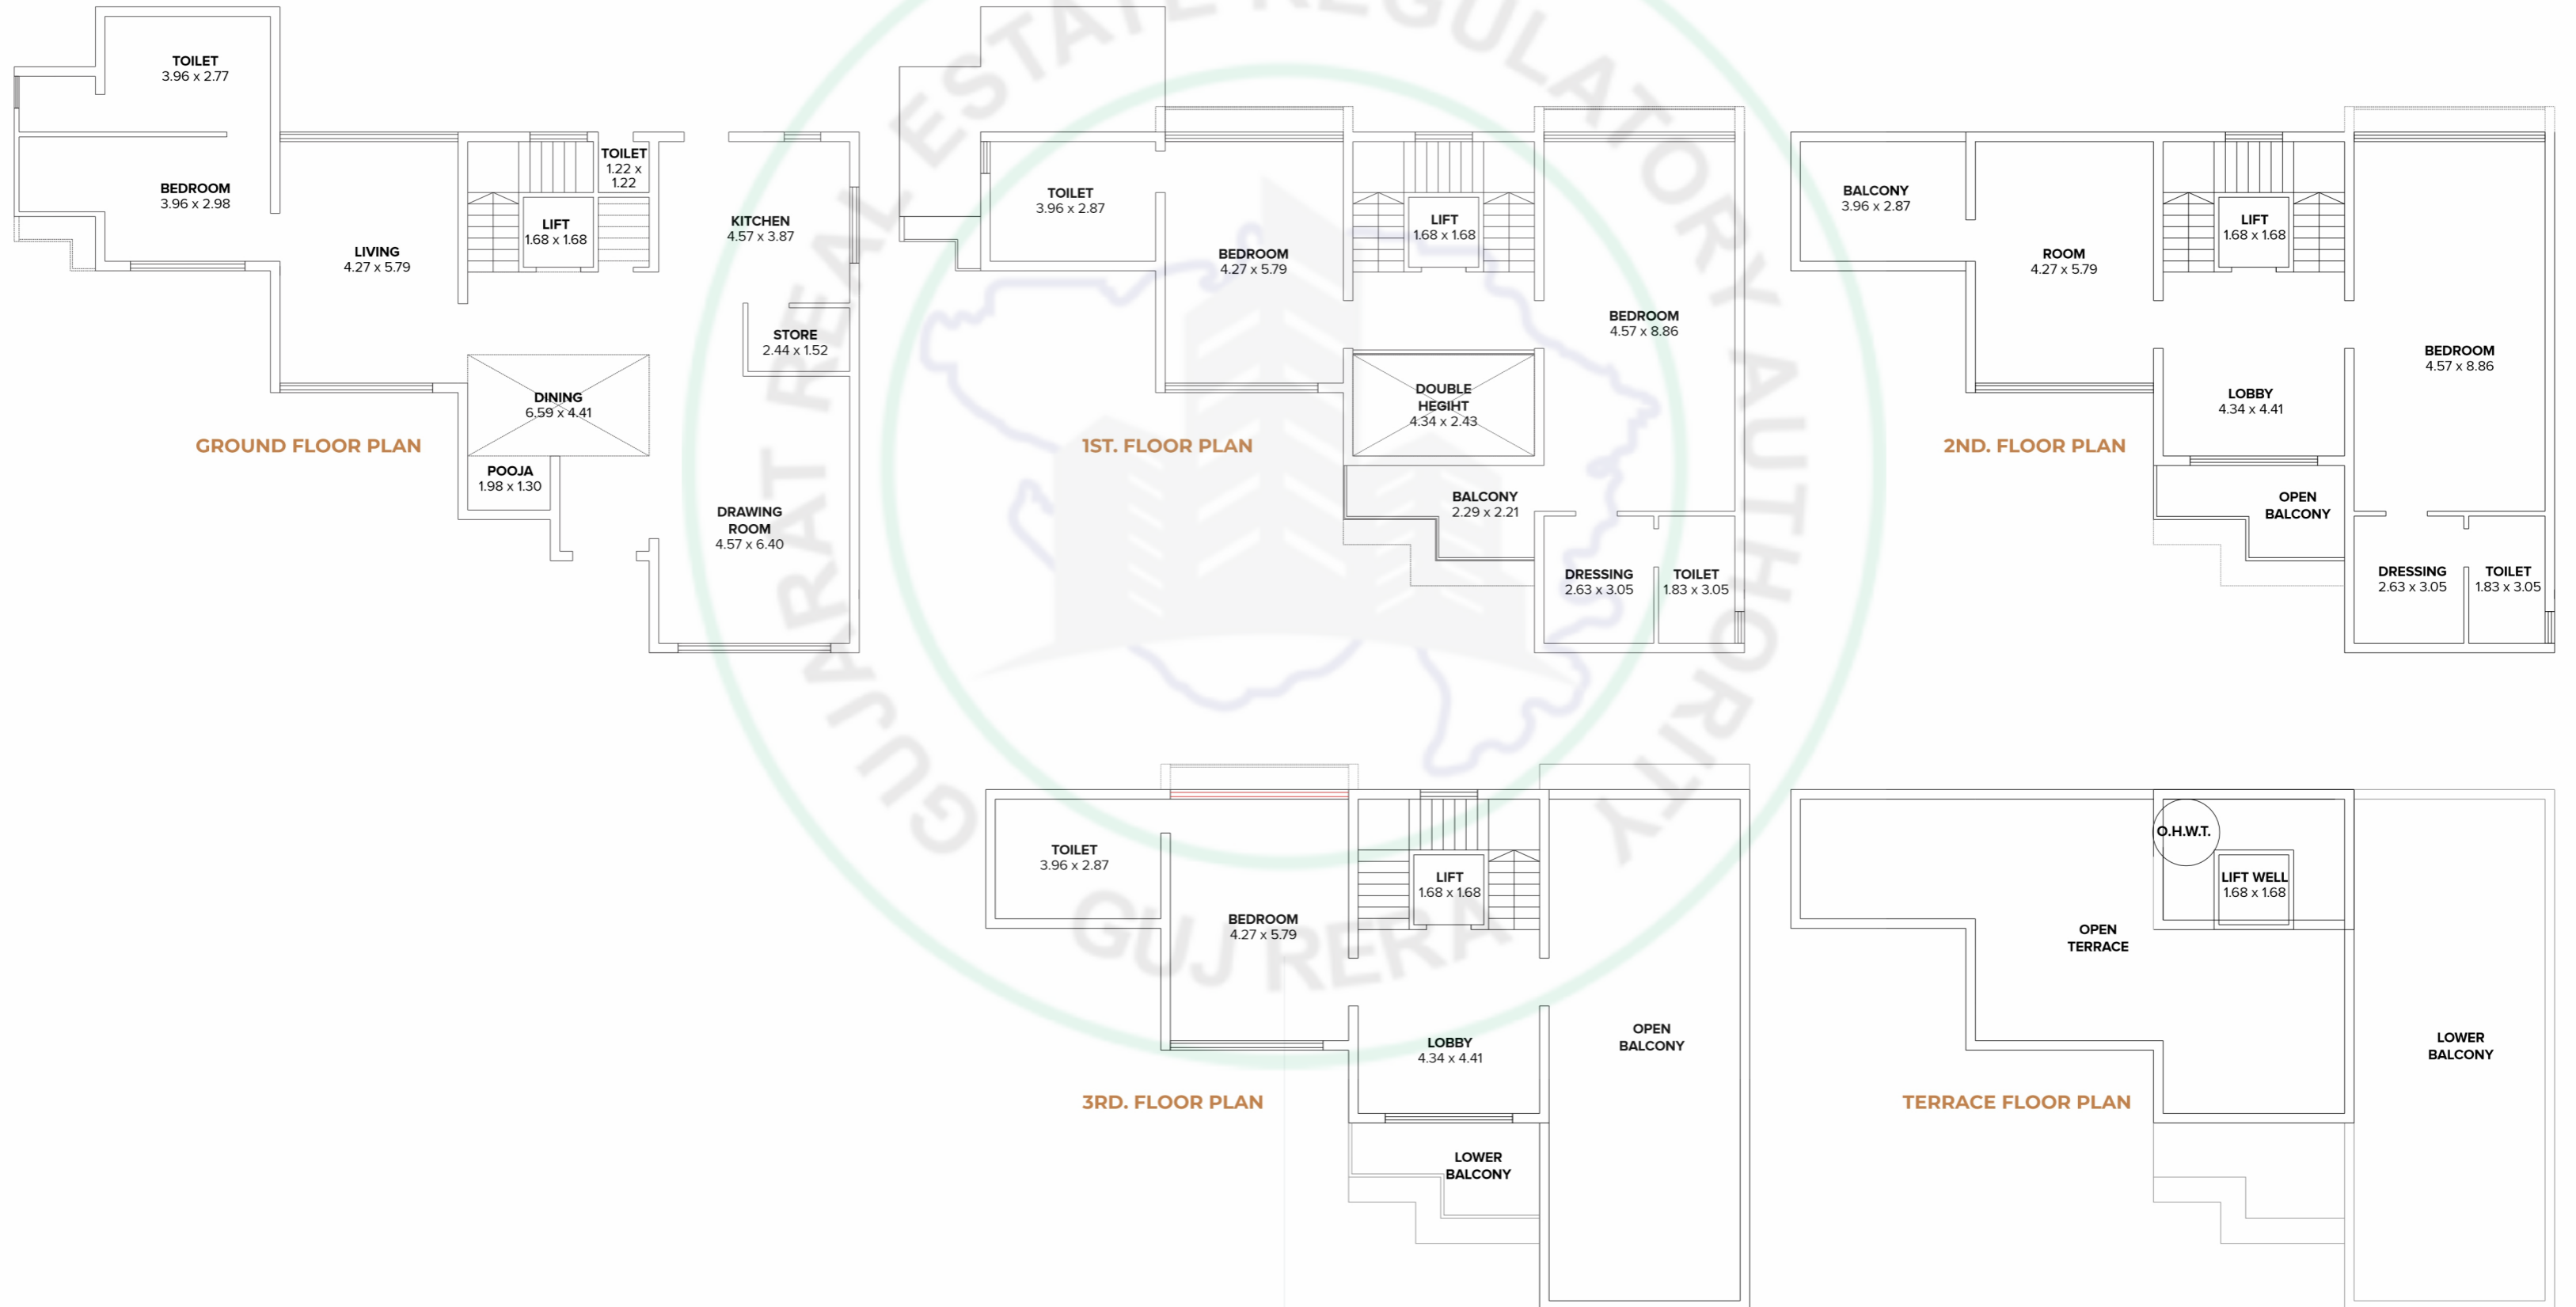 TOILET
3.96 x 2.77
BEDROOM
3.96 x 2.98
LIVING
4.27 x 5.79
LIFT
1.68 x 1.68
TOILET
1.22 x
1.22
KITCHEN
4.57 x 3.87
STORE
2.44 x 1.52
DINING
6.59 x 4.41
POOJA
1.98 x 1.30
DRAWING
ROOM
4.57 x 6.40
GROUND FLOOR PLAN
TOILET
3.96 x 2.87
BEDROOM
4.27 x 5.79
LIFT
1.68 x 1.68
BEDROOM
4.57 x 8.86
DOUBLE
HEGIHT
4.34 x 2.43
BALCONY
2.29 x 2.21
DRESSING
2.63 x 3.05
TOILET
1.83 x 3.05
1ST. FLOOR PLAN
BALCONY
3.96 x 2.87
ROOM
4.27 x 5.79
LIFT
1.68 x 1.68
BEDROOM
4.57 x 8.86
LOBBY
4.34 x 4.41
OPEN
BALCONY
DRESSING
2.63 x 3.05
TOILET
1.83 x 3.05
2ND. FLOOR PLAN
TOILET
3.96 x 2.87
BEDROOM
4.27 x 5.79
LIFT
1.68 x 1.68
LOBBY
4.34 x 4.41
OPEN
BALCONY
LOWER
BALCONY
3RD. FLOOR PLAN
O.H.W.T.
LIFT WELL
1.68 x 1.68
OPEN
TERRACE
LOWER
BALCONY
TERRACE FLOOR PLAN
GUJARAT REAL ESTATE REGULATORY AUTHORITY
GUJ RERA